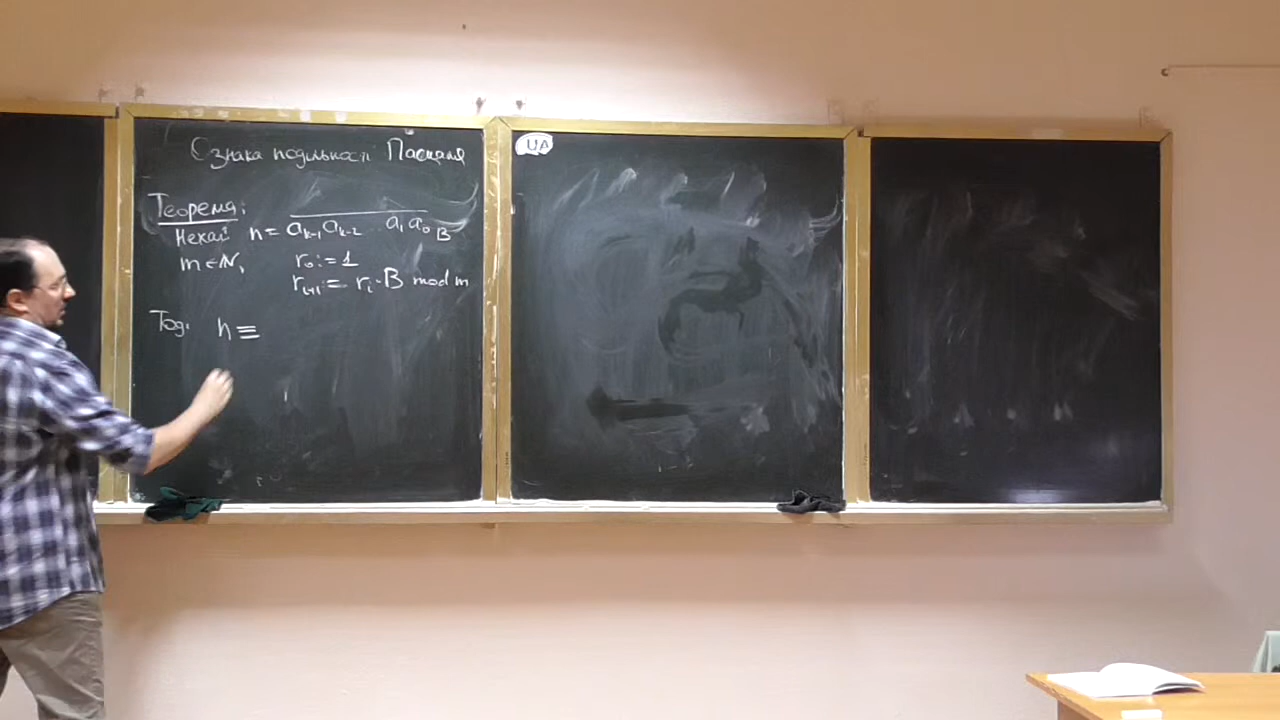 Ознака подільності Паскаля
Теорема:
Нехай n = a_{k-1} a_{k-2} ... a_1 a_0 _B
m ∈ N, r_0 := 1
r_{i+1} := r_i · B mod m
Тоді n ≡
UA